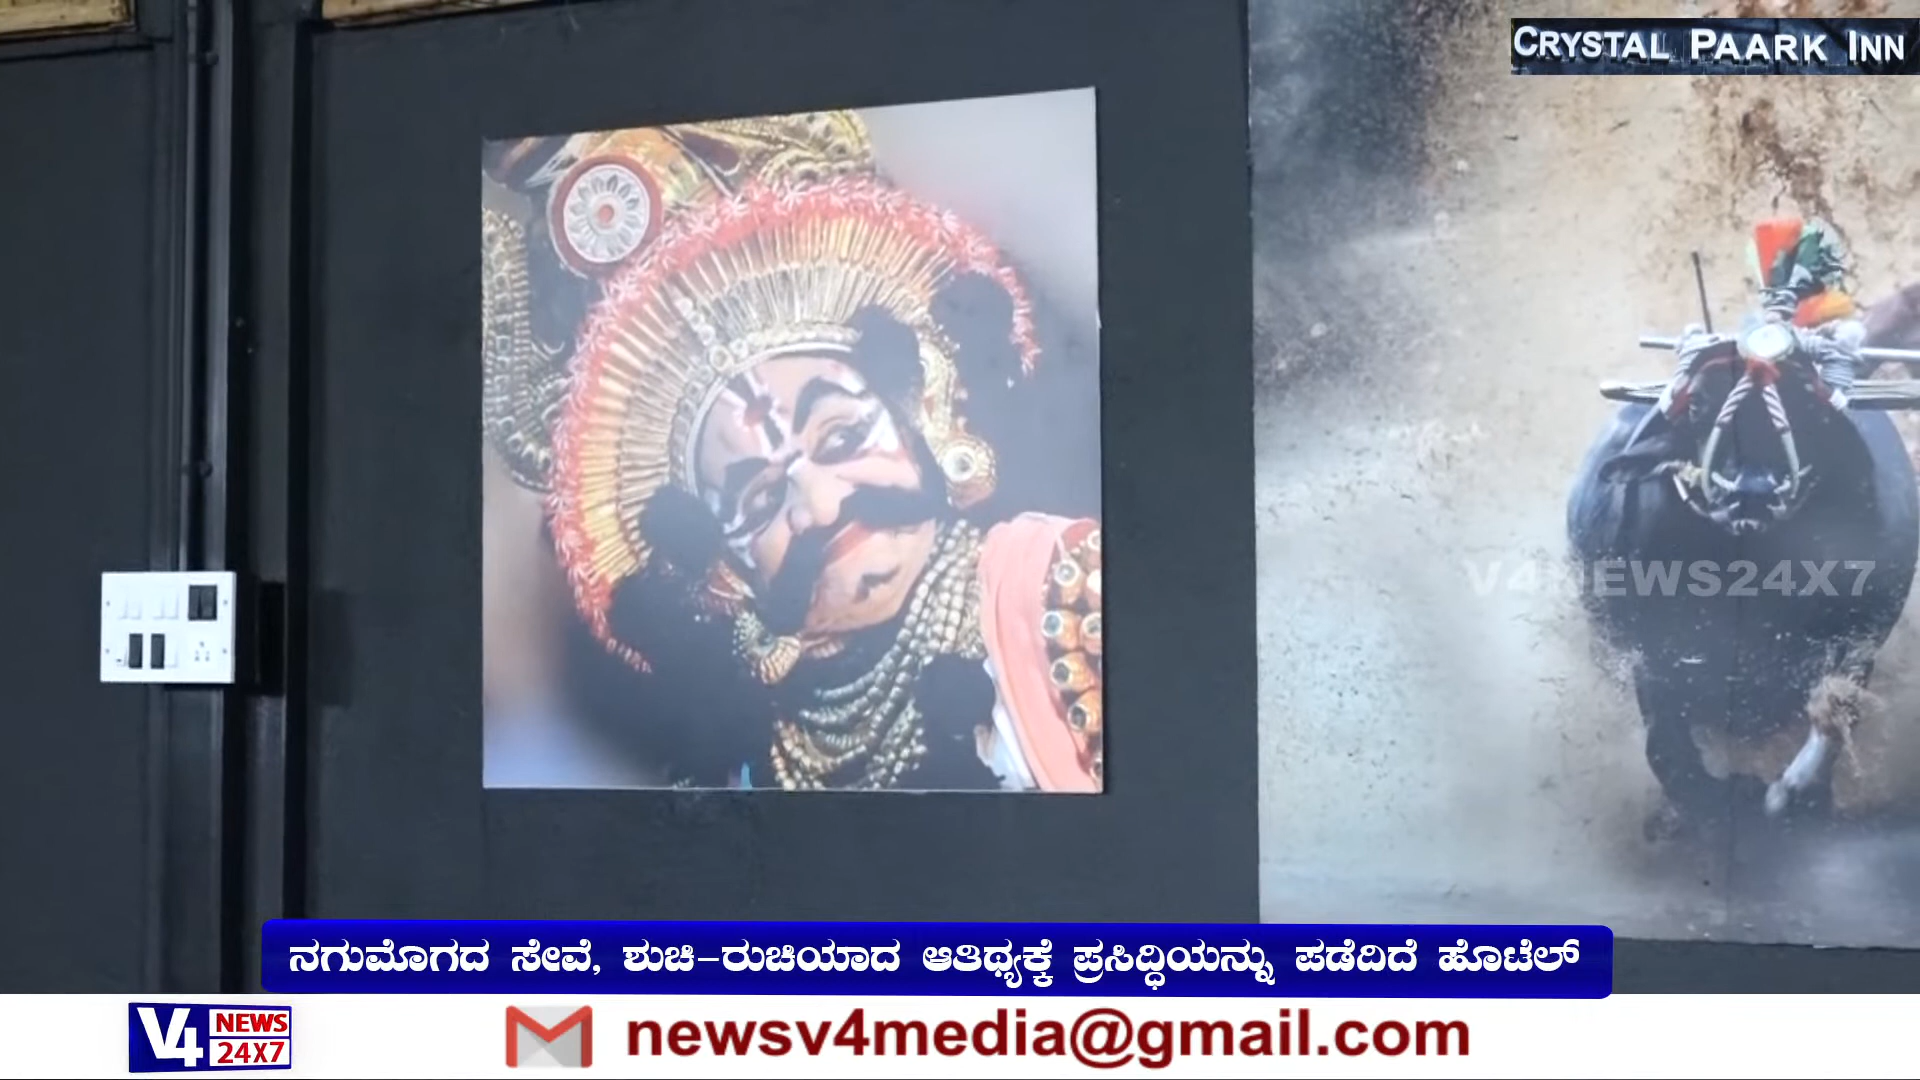 CRYSTAL PAARK INN
V4NEWS24X7
ನಗುಮೊಗದ ಸೇವೆ, ಶುಚಿ-ರುಚಿಯಾದ ಆತಿಥ್ಯಕ್ಕೆ ಪ್ರಸಿದ್ಧಿಯನ್ನು ಪಡೆದಿದೆ ಹೊಟೆಲ್
V4 NEWS 24X7
newsv4media@gmail.com